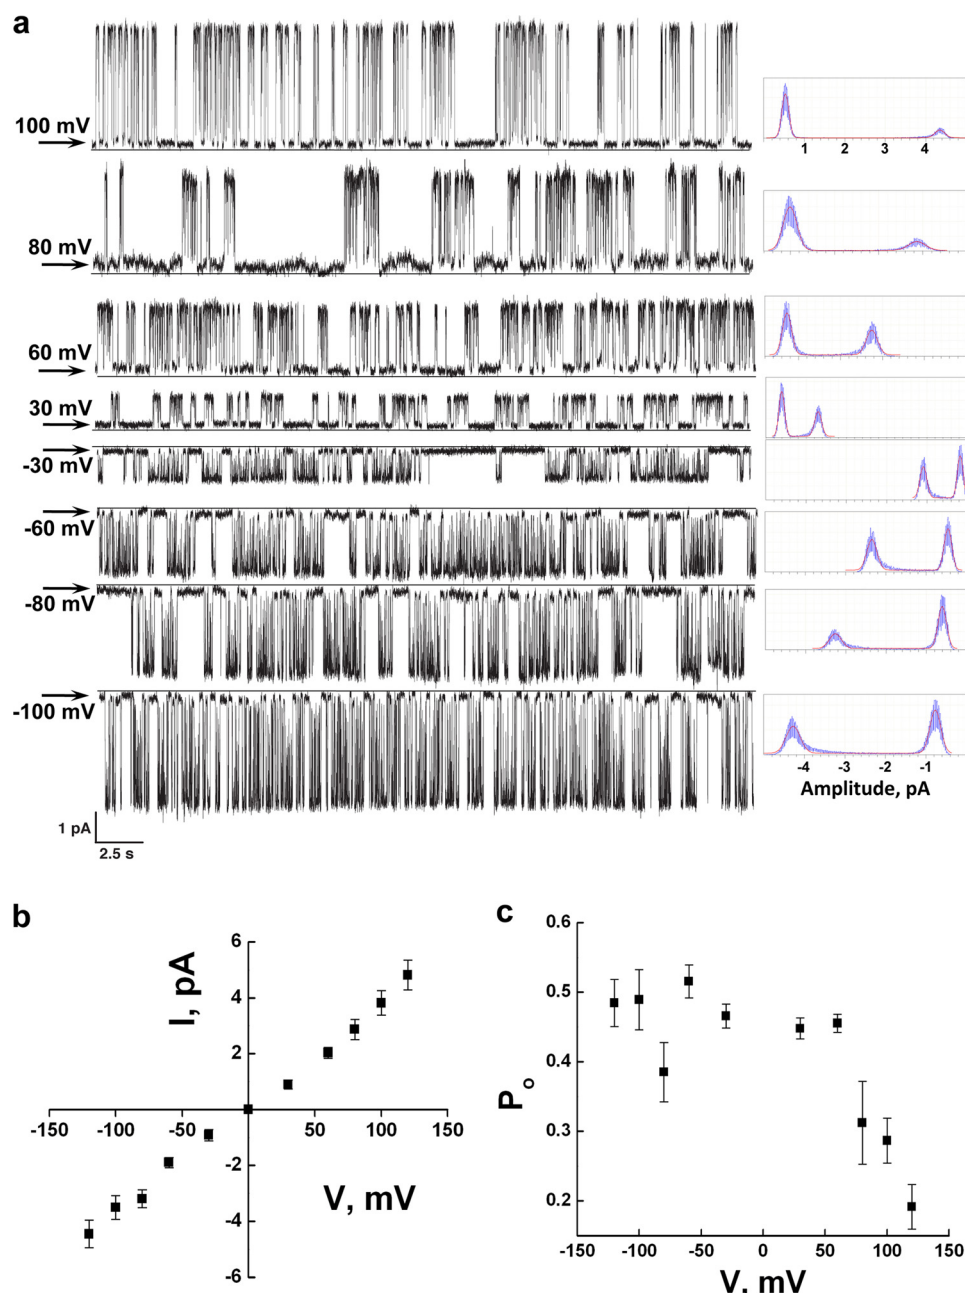 a
100 mV
1 2 3 4
80 mV
60 mV
30 mV
-30 mV
-60 mV
-80 mV
-100 mV
-4 -3 -2 -1
Amplitude, pA
1 pA
2.5 s
b
I, pA
6
4
2
-150 -100 -50 0 50 100 150
-2
-4
-6
V, mV
c
Po
0.6
0.5
0.4
0.3
0.2
-150 -100 -50 0 50 100 150
V, mV